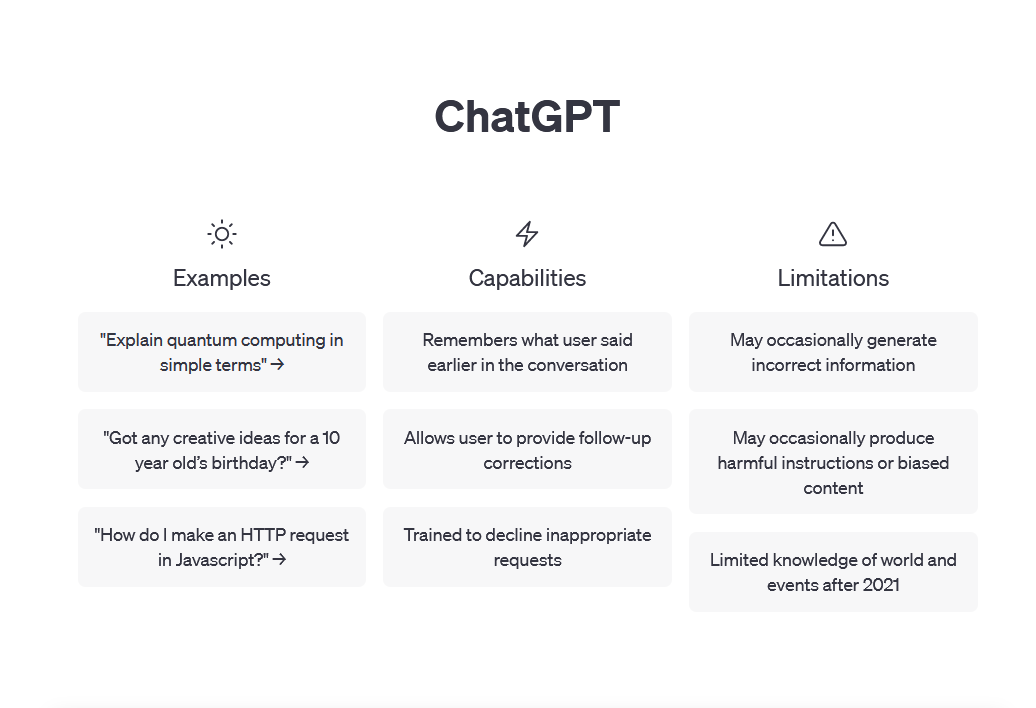 ChatGPT
Examples
"Explain quantum computing in
simple terms" →
"Got any creative ideas for a 10
year old’s birthday?" →
"How do I make an HTTP request
in Javascript?" →
Capabilities
Remembers what user said
earlier in the conversation
Allows user to provide follow-up
corrections
Trained to decline inappropriate
requests
Limitations
May occasionally generate
incorrect information
May occasionally produce
harmful instructions or biased
content
Limited knowledge of world and
events after 2021